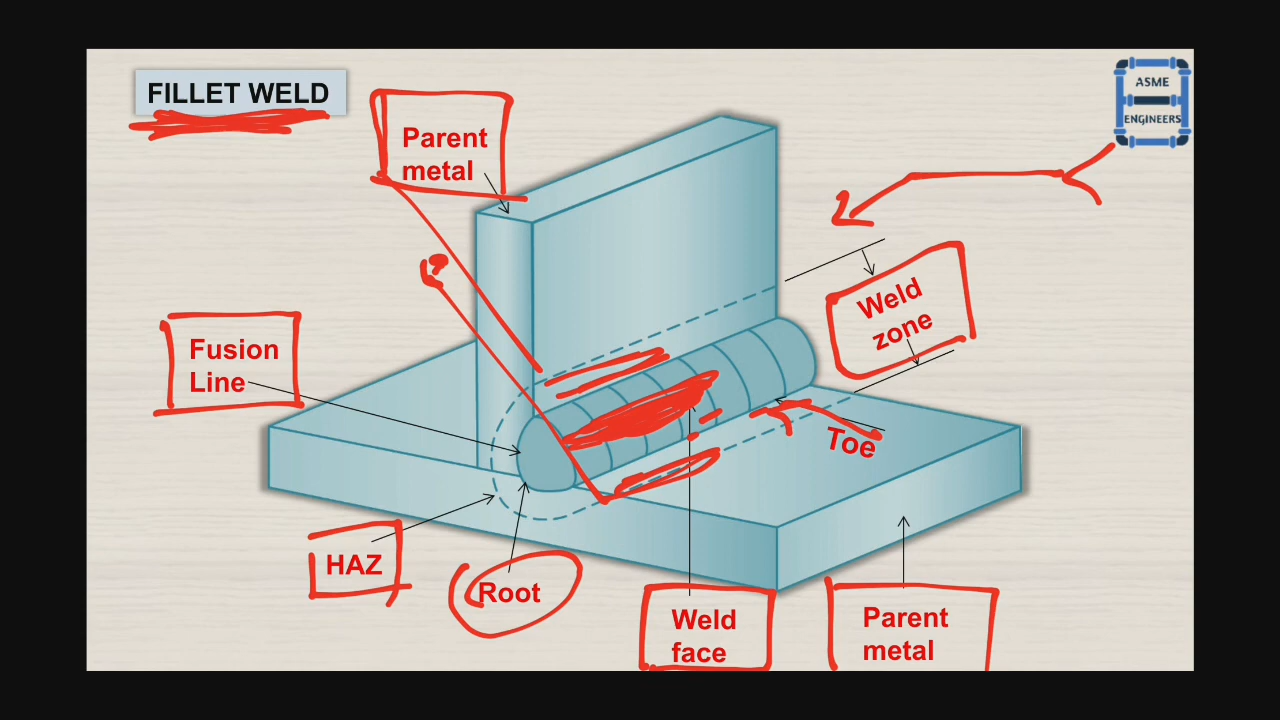 FILLET WELD
ASME
ENGINEERS
Parent
metal
Weld
zone
Fusion
Line
Toe
HAZ
Root
Weld
face
Parent
metal